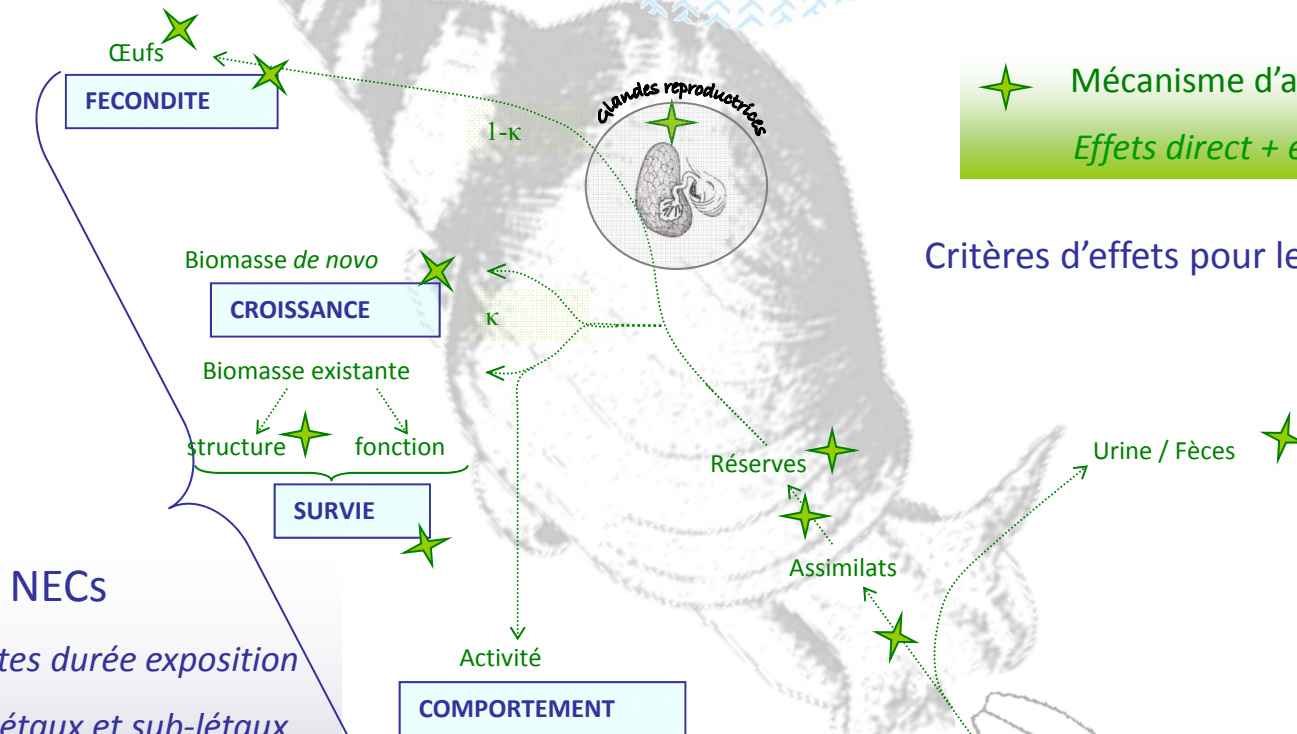 Œufs
FECONDITE
Glandes reproductrices
1-κ
Mécanisme d'a
Effets direct + e
Critères d'effets pour le
Biomasse de novo
CROISSANCE
κ
Biomasse existante
structure
fonction
SURVIE
Réserves
Urine / Fèces
Assimilats
NECs
tes durée exposition
étaux et sub-létaux
Activité
COMPORTEMENT